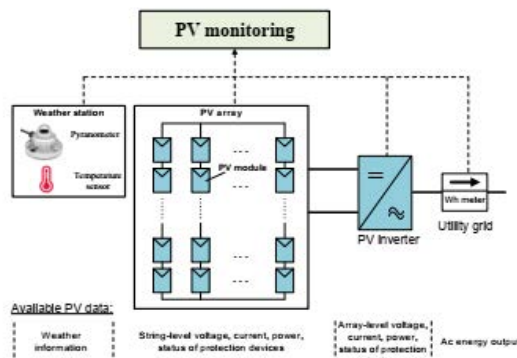 PV monitoring
Weather station
Pyranometer
Temperature
sensor
PV array
PV module
PV Inverter
Wh meter
Utility grid
Available PV data:
Weather
information
String-level voltage, current, power,
status of protection devices
Array-level voltage,
current, power,
status of protection
Ac energy output